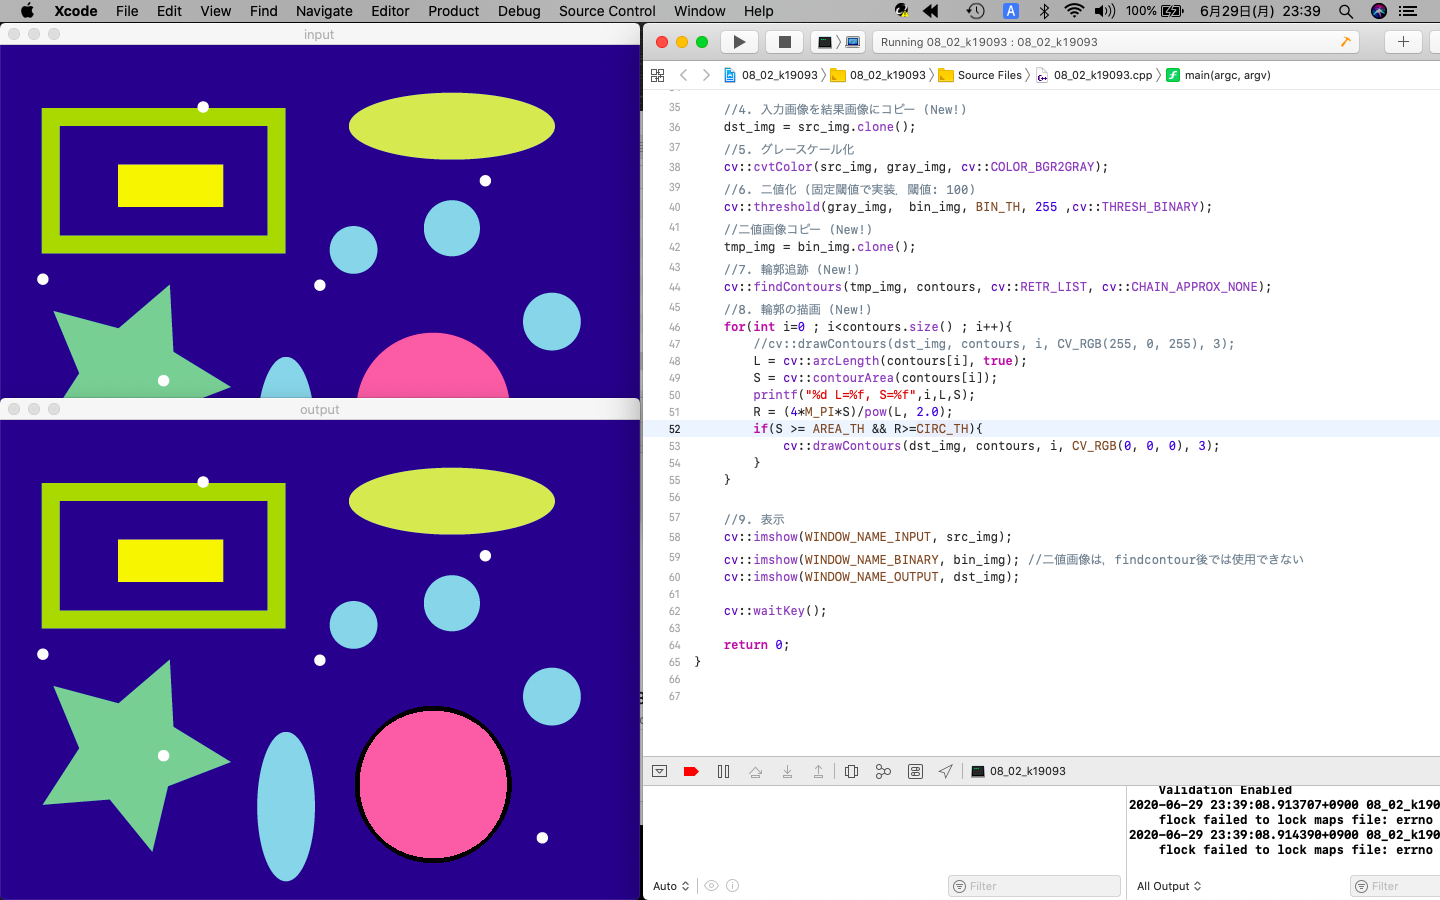 Xcode File Edit View Find Navigate Editor Product Debug Source Control Window Help 100% 6月29日(月) 23:39
input
Running 08_02_k19093 : 08_02_k19093
08_02_k19093 〉 08_02_k19093 〉 Source Files 〉 08_02_k19093.cpp 〉 main(argc, argv)
35 //4. 入力画像を結果画像にコピー (New!)
36 dst_img = src_img.clone();
37 //5. グレースケール化
38 cv::cvtColor(src_img, gray_img, cv::COLOR_BGR2GRAY);
39 //6. 二値化 (固定閾値で実装, 閾値: 100)
40 cv::threshold(gray_img,  bin_img, BIN_TH, 255 ,cv::THRESH_BINARY);
41 //二値画像コピー (New!)
42 tmp_img = bin_img.clone();
43 //7. 輪郭追跡 (New!)
44 cv::findContours(tmp_img, contours, cv::RETR_LIST, cv::CHAIN_APPROX_NONE);
45 //8. 輪郭の描画 (New!)
46 for(int i=0 ; i<contours.size() ; i++){
47 //cv::drawContours(dst_img, contours, i, CV_RGB(255, 0, 255), 3);
48 L = cv::arcLength(contours[i], true);
49 S = cv::contourArea(contours[i]);
50 printf("%d L=%f, S=%f",i,L,S);
51 R = (4*M_PI*S)/pow(L, 2.0);
52 if(S >= AREA_TH && R>=CIRC_TH){
53 cv::drawContours(dst_img, contours, i, CV_RGB(0, 0, 0), 3);
54 }
55 }
56
57 //9. 表示
58 cv::imshow(WINDOW_NAME_INPUT, src_img);
59 cv::imshow(WINDOW_NAME_BINARY, bin_img); //二値画像は, findcontour後では使用できない
60 cv::imshow(WINDOW_NAME_OUTPUT, dst_img);
61
62 cv::waitKey();
63
64 return 0;
65 }
66
67
output
08_02_k19093
Validation Enabled
2020-06-29 23:39:08.913707+0900 08_02_k190
flock failed to lock maps file: errno
2020-06-29 23:39:08.914390+0900 08_02_k190
flock failed to lock maps file: errno
Auto Filter All Output Filter